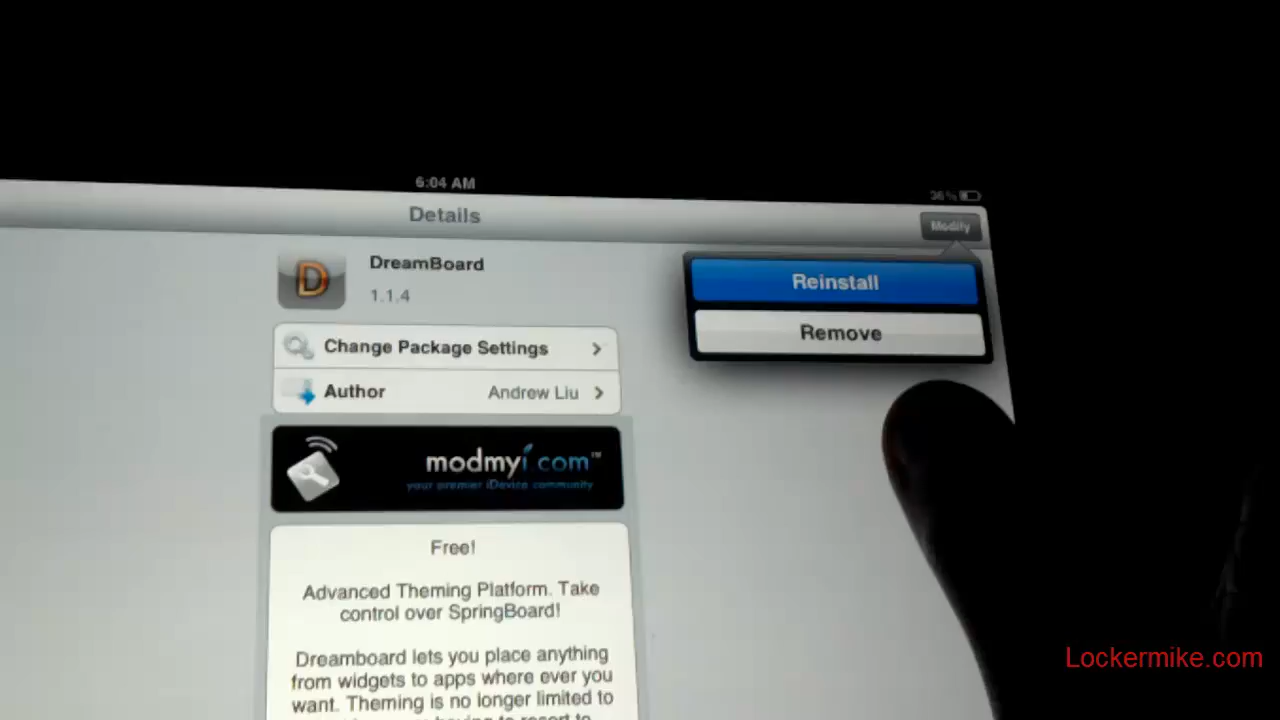 6:04 AM
36%
Details
Modify
DreamBoard
1.1.4
Reinstall
Remove
Change Package Settings
Author Andrew Liu
D
modmyi.com™
your premier iDevice community
Free!
Advanced Theming Platform. Take
control over SpringBoard!
Dreamboard lets you place anything
from widgets to apps where ever you
want. Theming is no longer limited to
Lockermike.com